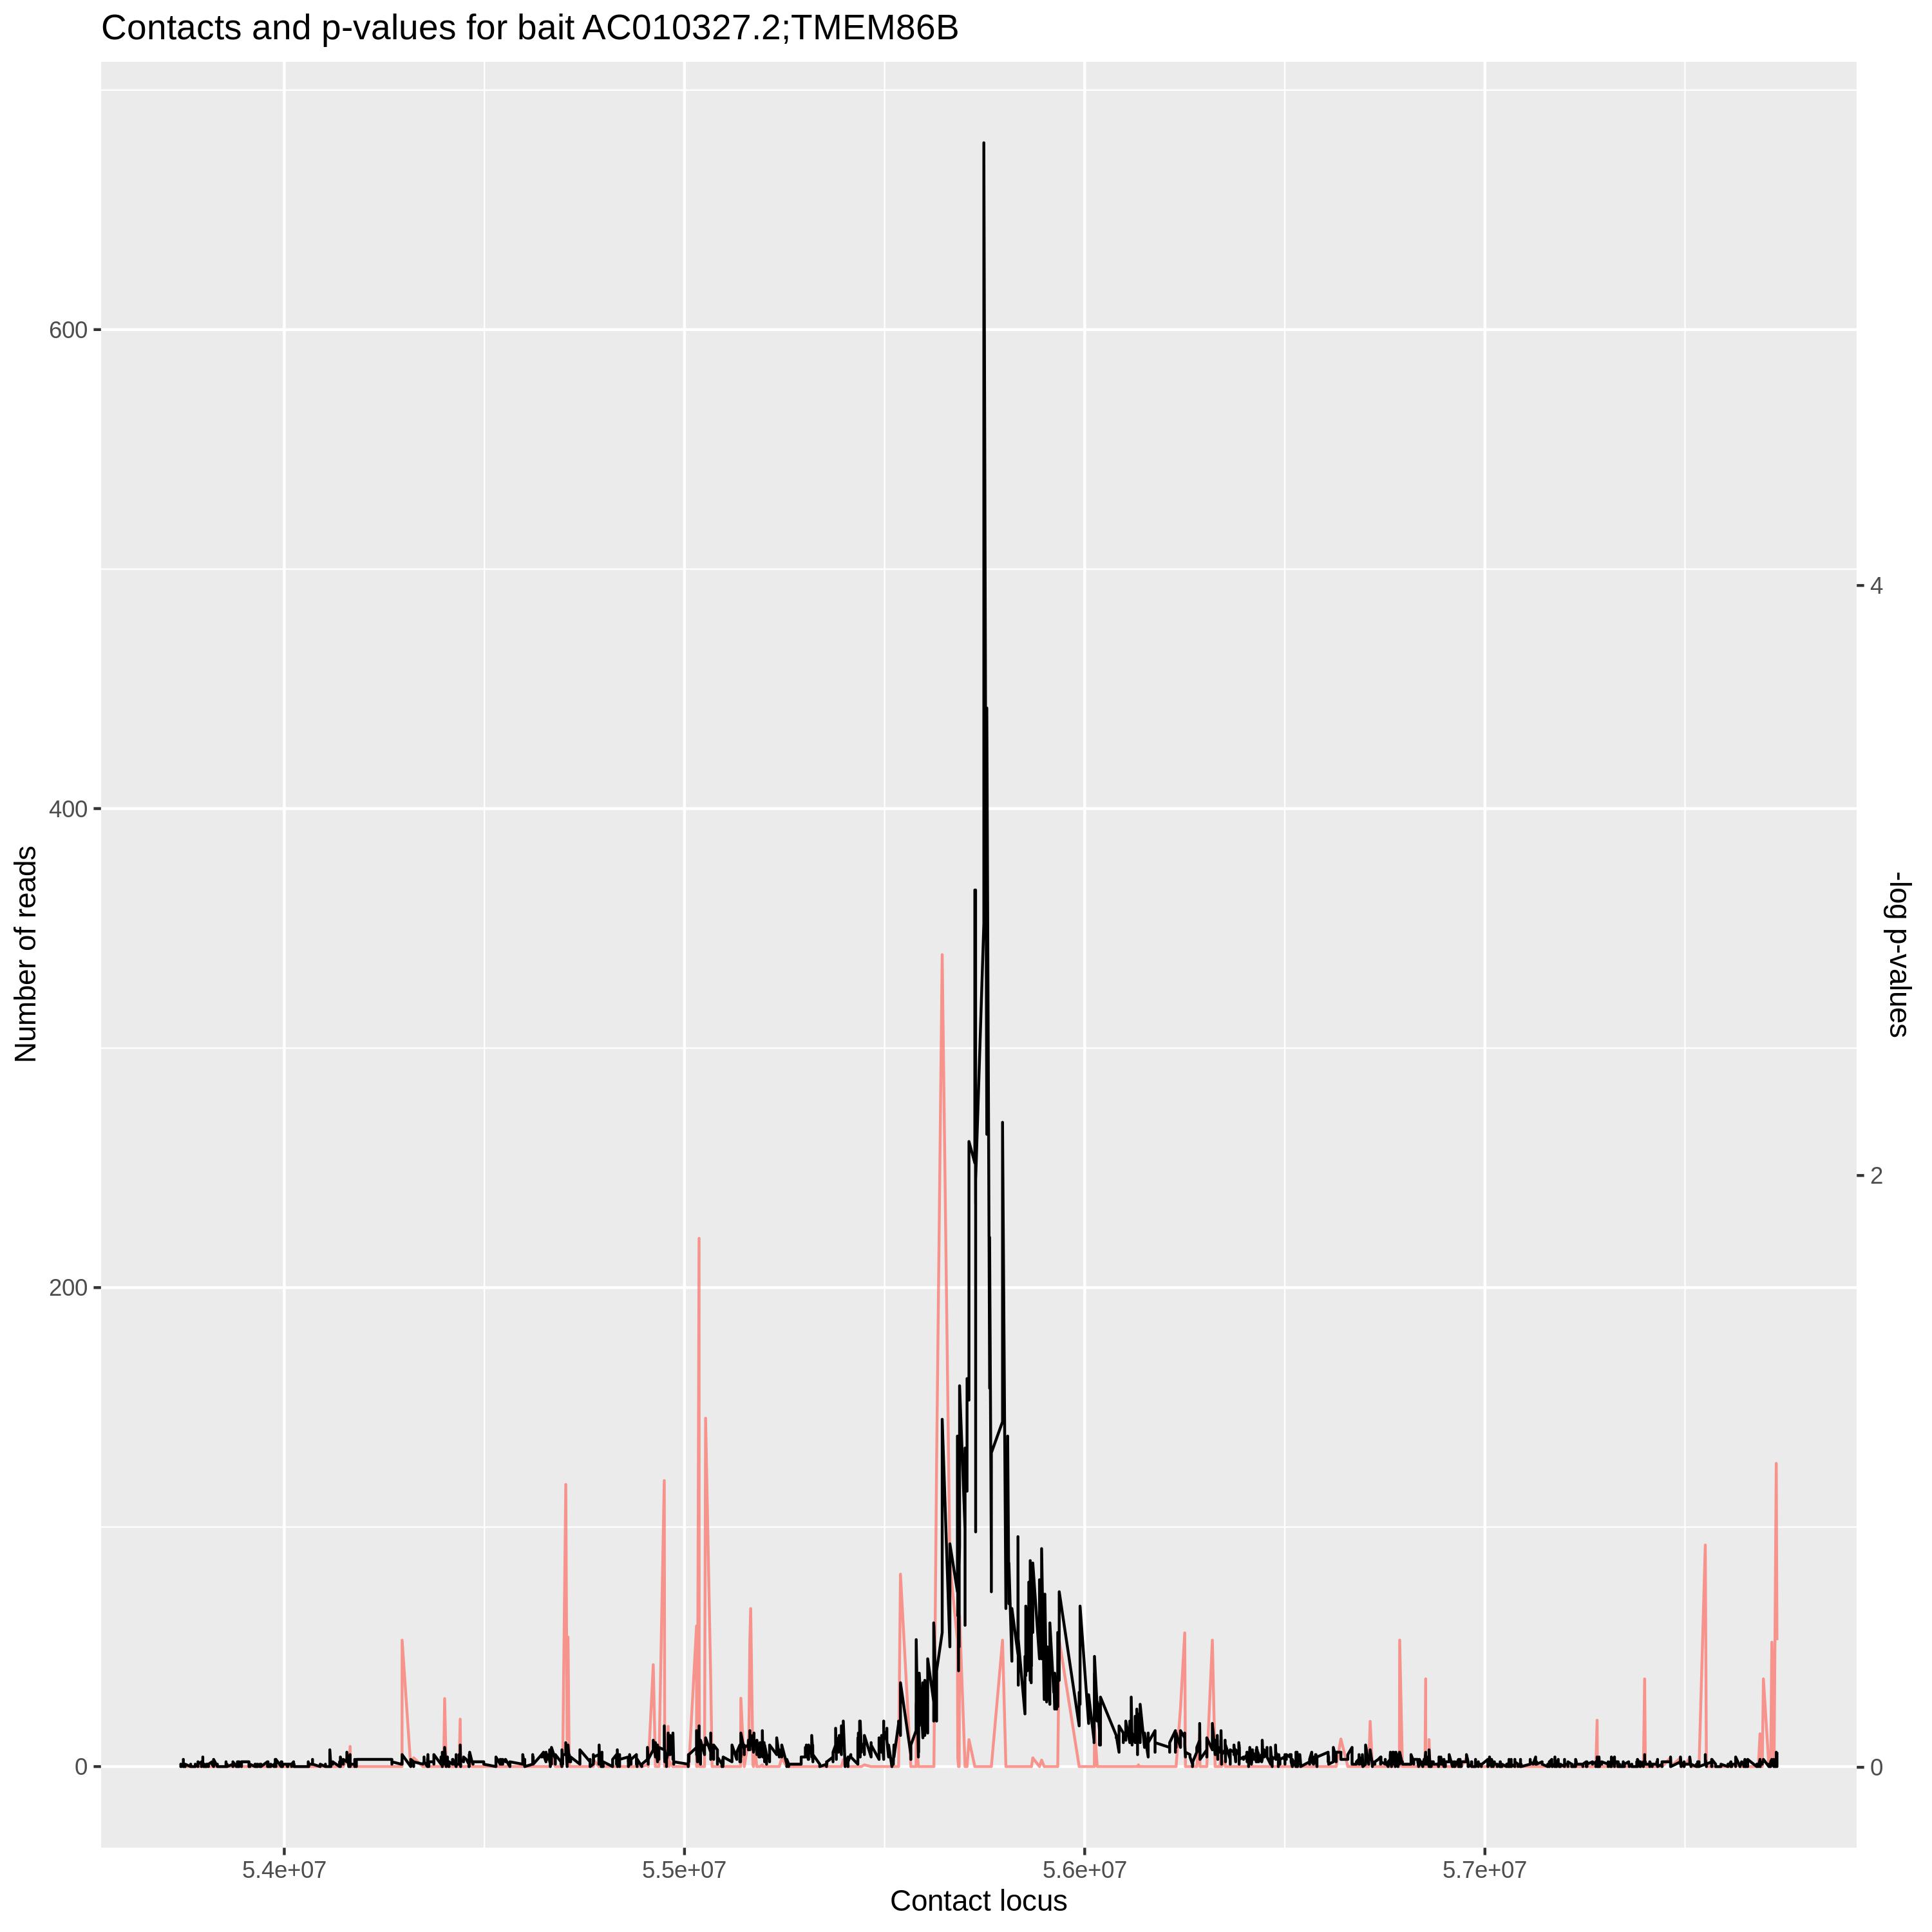 Contacts and p-values for bait AC010327.2;TMEM86B
600
400
200
0
Number of reads
4
2
0
-log p-values
5.4e+07
5.5e+07
5.6e+07
5.7e+07
Contact locus